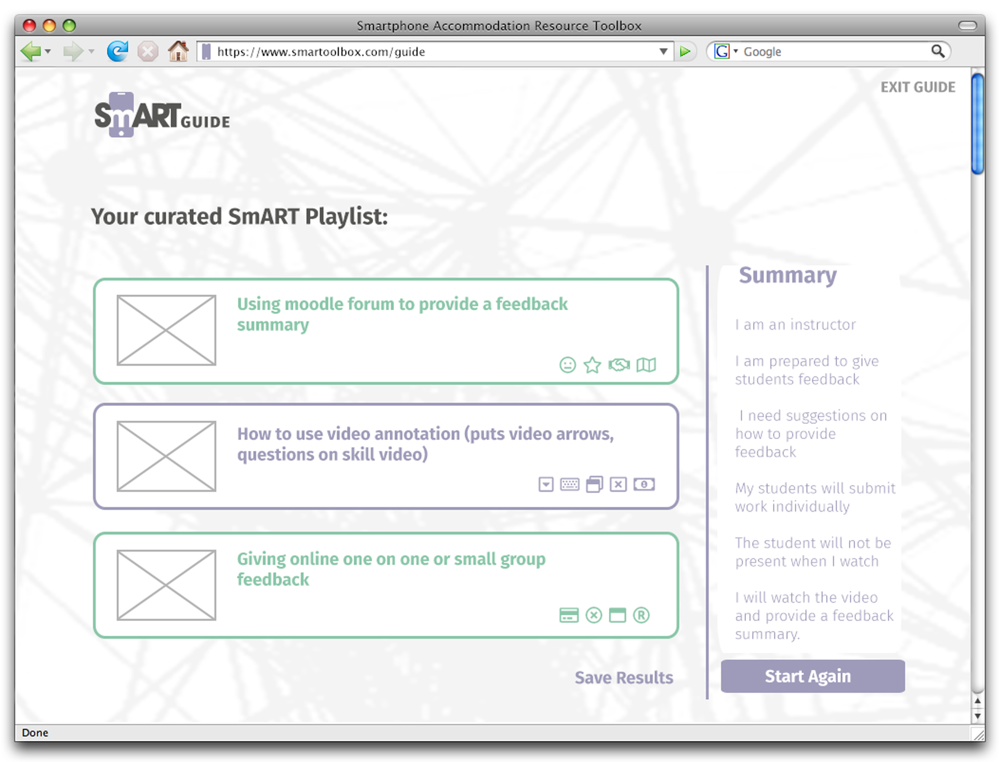 Smartphone Accommodation Resource Toolbox
https://www.smartoolbox.com/guide
G
Google
EXIT GUIDE
SmART GUIDE
Your curated SmART Playlist:
Using moodle forum to provide a feedback
summary
How to use video annotation (puts video arrows,
questions on skill video)
Giving online one on one or small group
feedback
R
Save Results
Summary
I am an instructor
I am prepared to give
students feedback
I need suggestions on
how to provide
feedback
My students will submit
work individually
The student will not be
present when I watch
I will watch the video
and provide a feedback
summary.
Start Again
Done